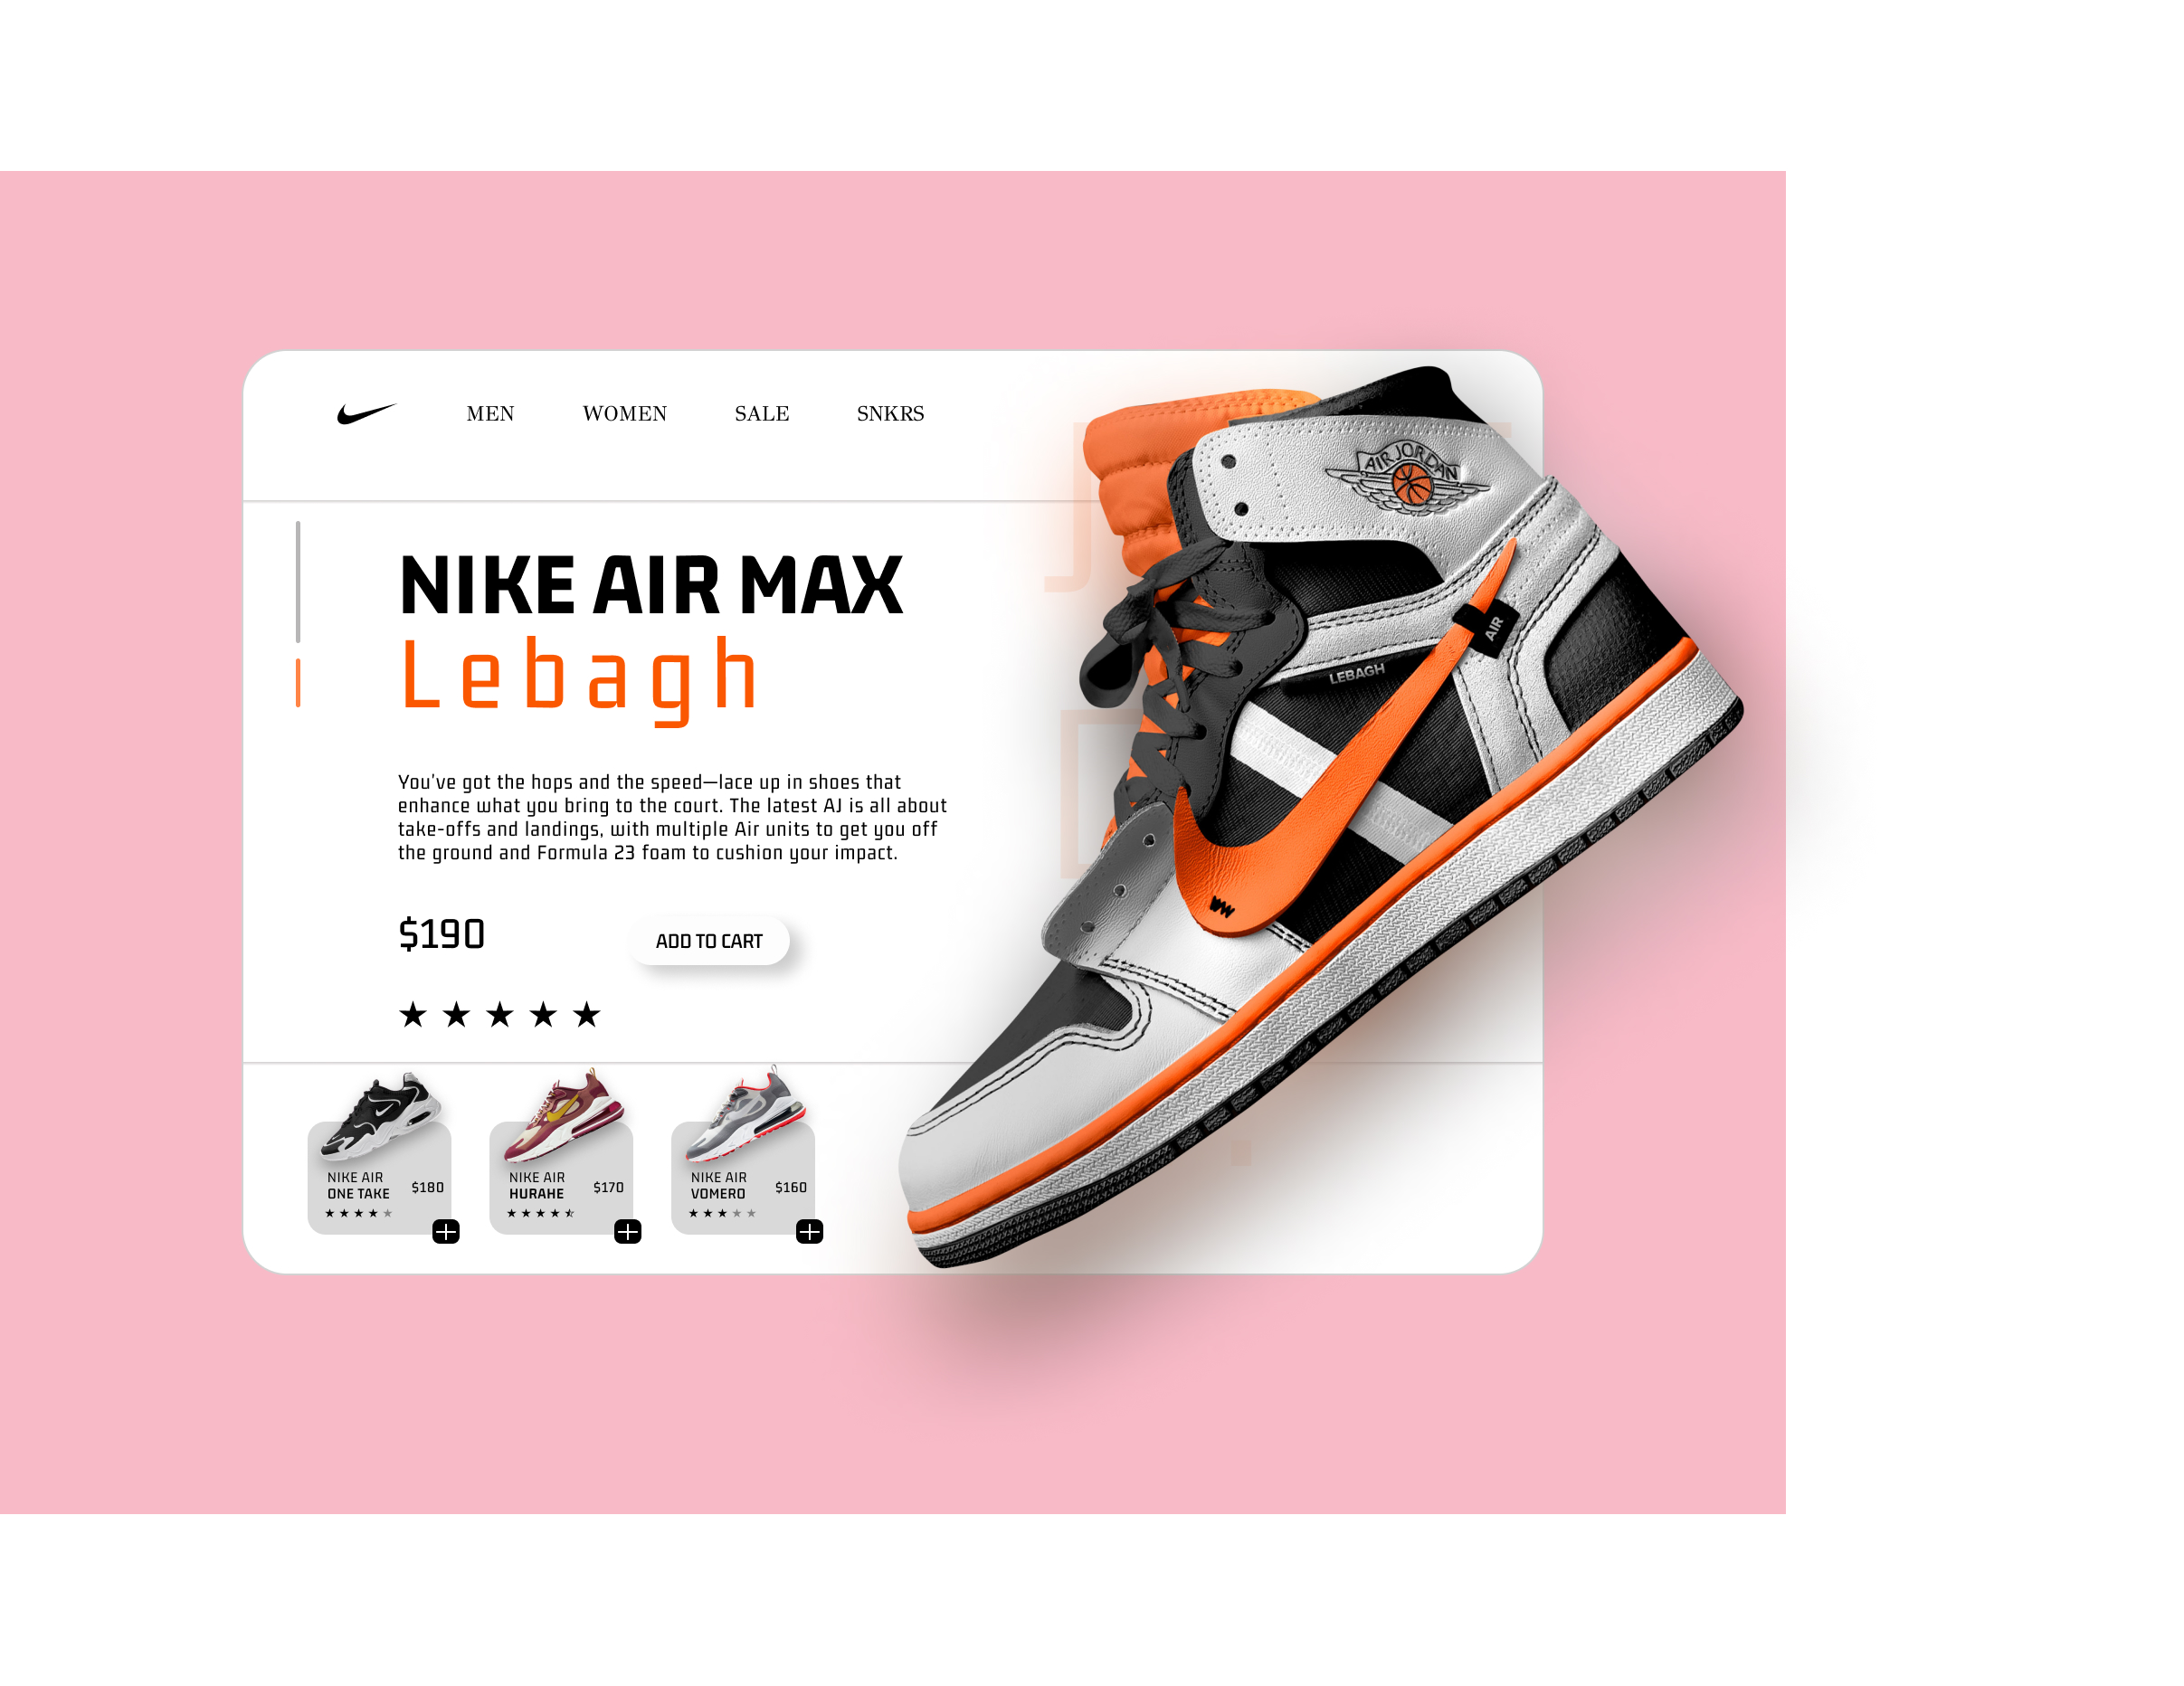 MEN WOMEN SALE SNKRS
AIR JORDAN
NIKE AIR MAX
Lebagh
AIR
LEBAGH
You've got the hops and the speed—lace up in shoes that
enhance what you bring to the court. The latest AJ is all about
take-offs and landings, with multiple Air units to get you off
the ground and Formula 23 foam to cushion your impact.
$190
ADD TO CART
NIKE AIR
ONE TAKE
$180
NIKE AIR
HURAHE
$170
NIKE AIR
VOMERO
$160